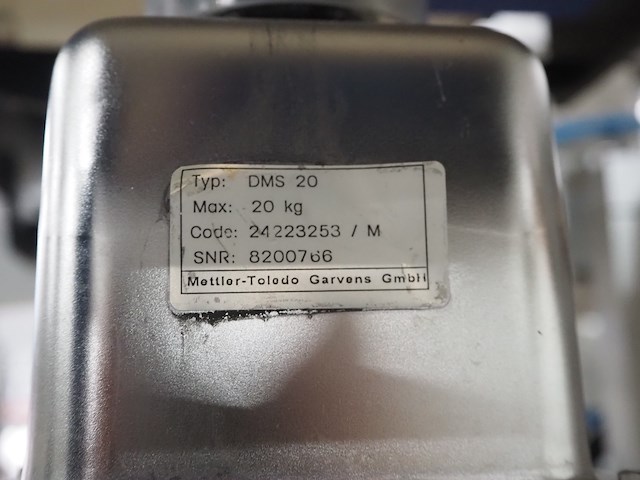 Typ: DMS 20
Max: 20 kg
Code: 24223253 / M
SNR: 8200766
Mettler-Toledo Garvens GmbH